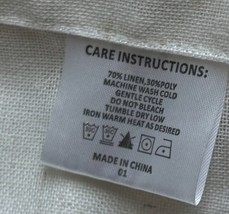 CARE INSTRUCTIONS:
70% LINEN,30%POLY
MACHINE WASH COLD
GENTLE CYCLE
DO NOT BLEACH
TUMBLE DRY LOW
IRON WARM HEAT AS DESIRED
MADE IN CHINA
01